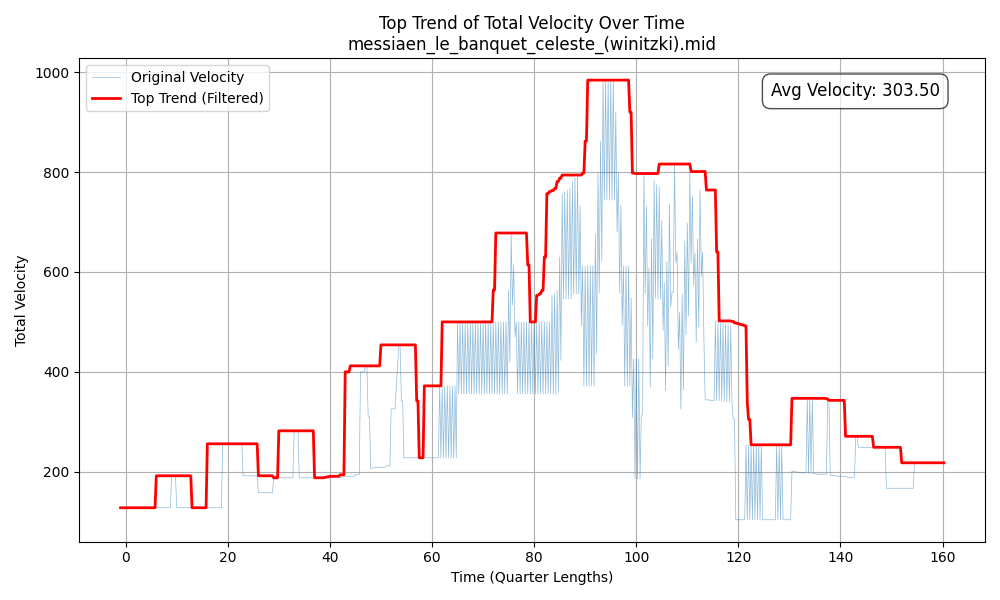 Top Trend of Total Velocity Over Time
messiaen_le_banquet_celeste_(winitzki).mid
Original Velocity
Top Trend (Filtered)
Avg Velocity: 303.50
Total Velocity
1000
800
600
400
200
0 20 40 60 80 100 120 140 160
Time (Quarter Lengths)